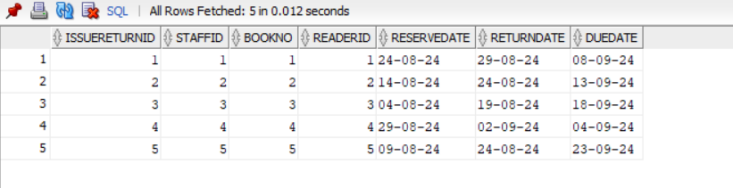 SQL | All Rows Fetched: 5 in 0.012 seconds
ISSUERETURNID STAFFID BOOKNO READERID RESERVEDATE RETURNDATE DUEDATE
1 1 1 1 1 24-08-24 29-08-24 08-09-24
2 2 2 2 2 14-08-24 24-08-24 13-09-24
3 3 3 3 3 04-08-24 19-08-24 18-09-24
4 4 4 4 4 29-08-24 02-09-24 04-09-24
5 5 5 5 5 09-08-24 24-08-24 23-09-24